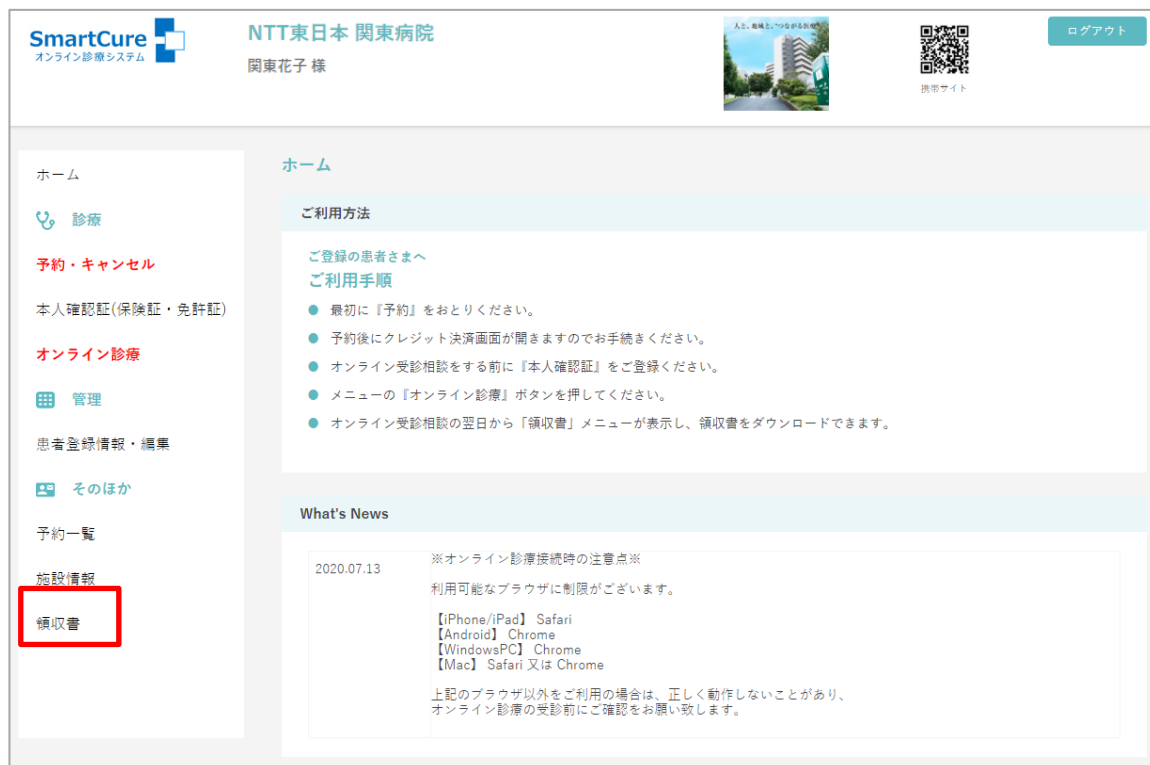 SmartCure
オンライン診療システム
NTT東日本 関東病院
関東花子 様
人と、地域と、"つながる医療"
携帯サイト
ログアウト
ホーム
診療
予約・キャンセル
本人確認証(保険証・免許証)
オンライン診療
管理
患者登録情報・編集
そのほか
予約一覧
施設情報
領収書
ホーム
ご利用方法
ご登録の患者さまへ
ご利用手順
● 最初に『予約』をおとりください。
● 予約後にクレジット決済画面が開きますのでお手続きください。
● オンライン受診相談をする前に『本人確認証』をご登録ください。
● メニューの『オンライン診療』ボタンを押してください。
● オンライン受診相談の翌日から「領収書」メニューが表示し、領収書をダウンロードできます。
What's News
2020.07.13
※オンライン診療接続時の注意点※
利用可能なブラウザに制限がございます。
【iPhone/iPad】 Safari
【Android】 Chrome
【WindowsPC】 Chrome
【Mac】 Safari 又は Chrome
上記のブラウザ以外をご利用の場合は、正しく動作しないことがあり、
オンライン診療の受診前にご確認をお願い致します。